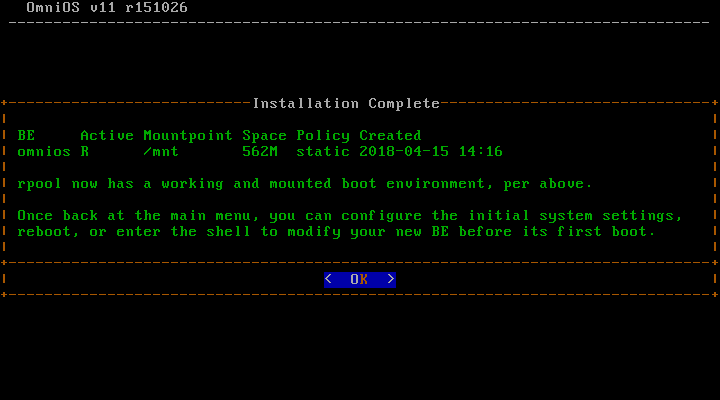 OmniOS v11 r151026
Installation Complete
BE     Active Mountpoint Space Policy Created
omnios R      /mnt       562M  static 2018-04-15 14:16
rpool now has a working and mounted boot environment, per above.
Once back at the main menu, you can configure the initial system settings,
reboot, or enter the shell to modify your new BE before its first boot.
<  OK  >